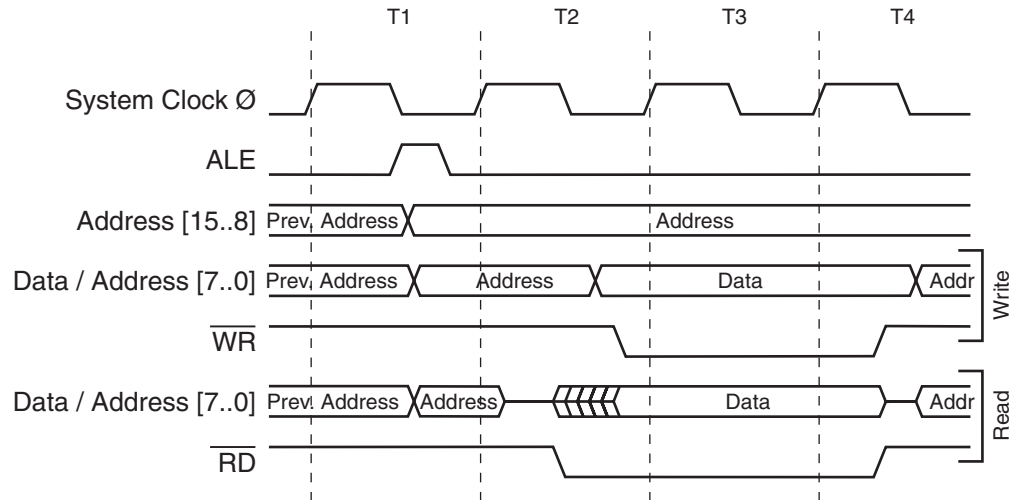 T1 T2 T3 T4
System Clock Ø
ALE
Address [15..8] Prev. Address Address
Data / Address [7..0] Prev. Address Address Data Addr
WR
Write
Data / Address [7..0] Prev. Address Address Data Addr
RD
Read